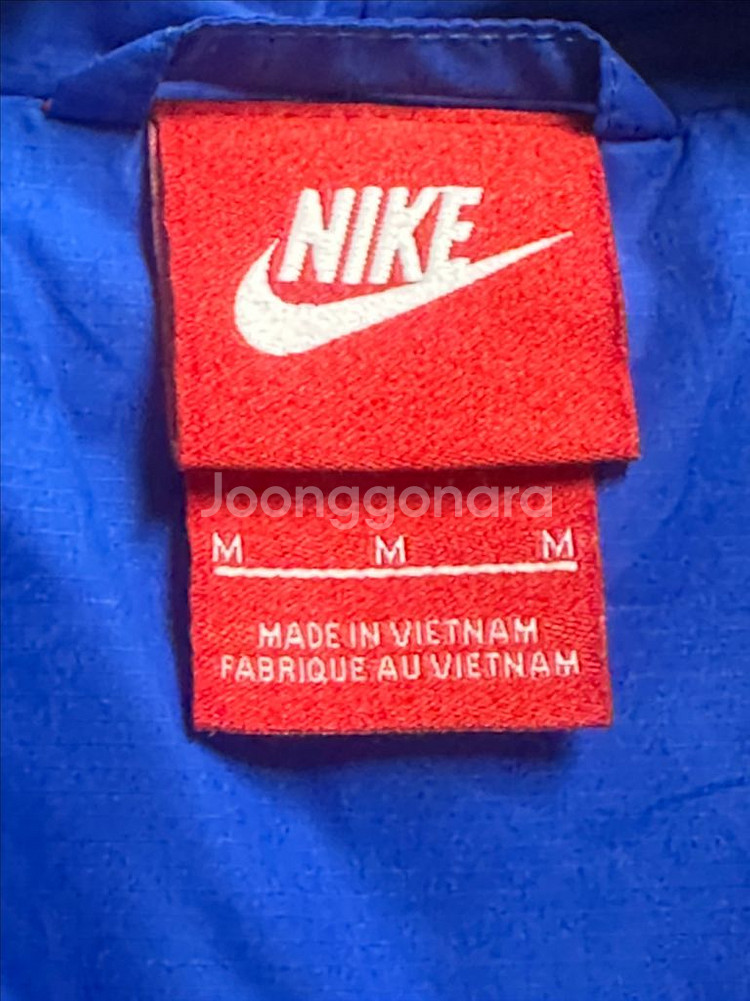 NIKE
Joonggonara
M M M
MADE IN VIETNAM
FABRIQUE AU VIETNAM